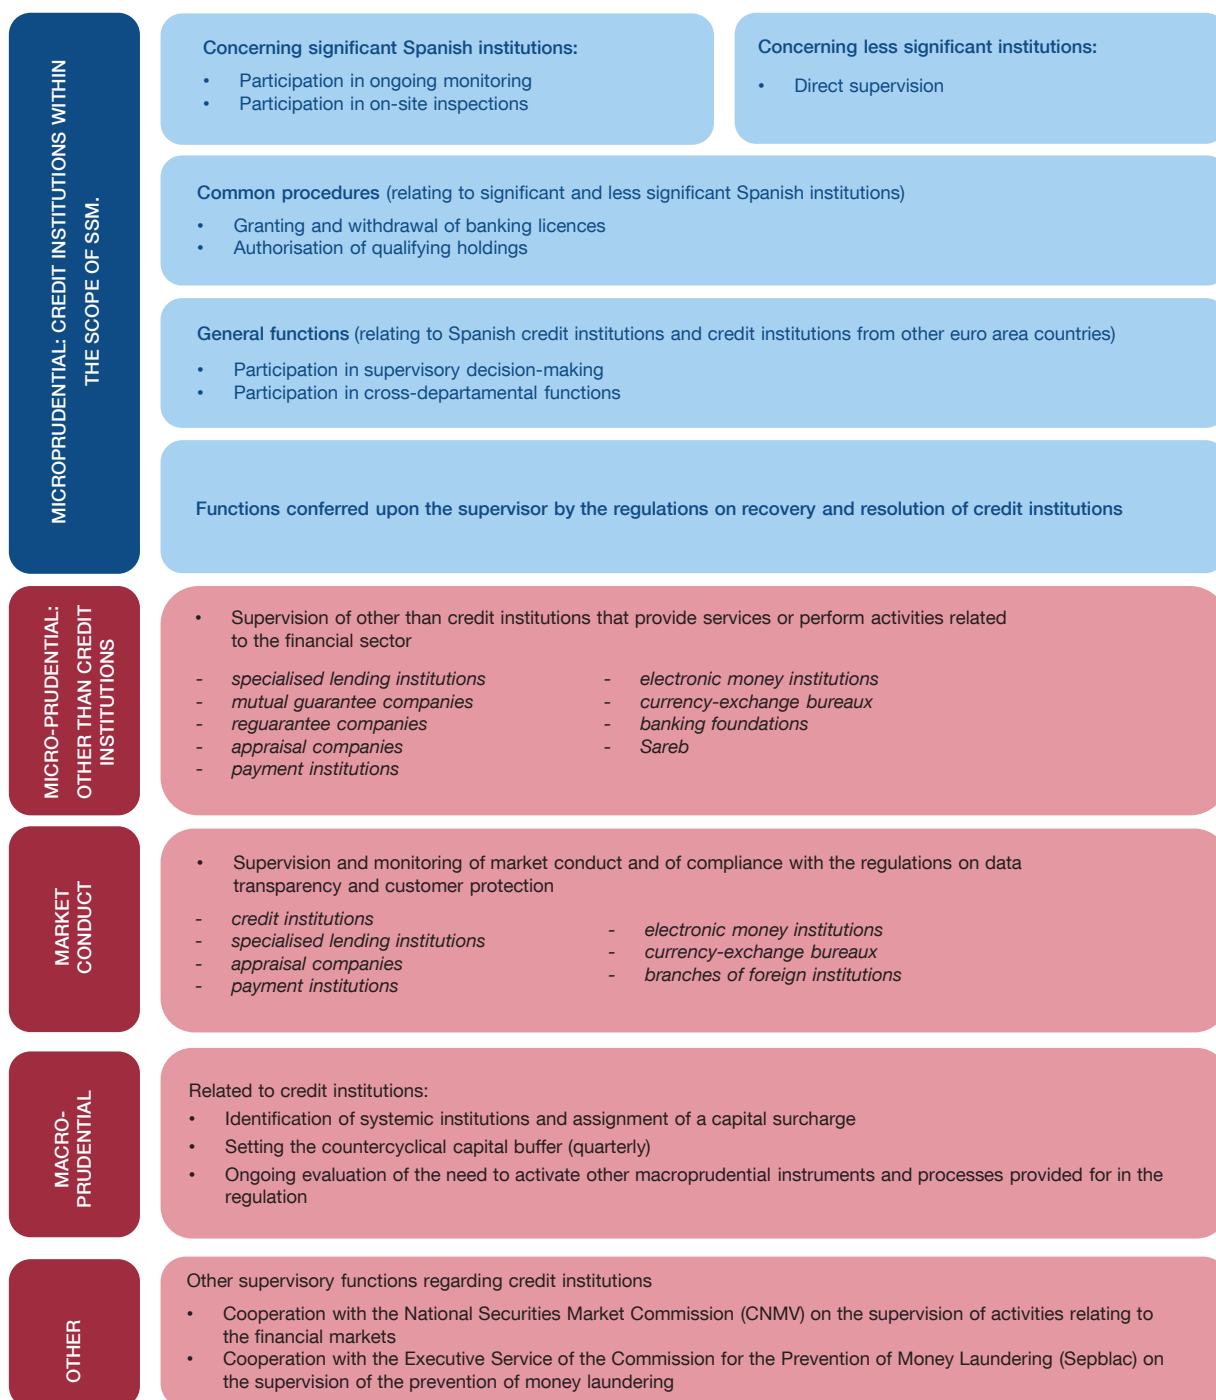 MICROPRUDENTIAL: CREDIT INSTITUTIONS WITHIN
THE SCOPE OF SSM.
Concerning significant Spanish institutions:
• Participation in ongoing monitoring
• Participation in on-site inspections
Concerning less significant institutions:
• Direct supervision
Common procedures (relating to significant and less significant Spanish institutions)
• Granting and withdrawal of banking licences
• Authorisation of qualifying holdings
General functions (relating to Spanish credit institutions and credit institutions from other euro area countries)
• Participation in supervisory decision-making
• Participation in cross-departamental functions
Functions conferred upon the supervisor by the regulations on recovery and resolution of credit institutions
MICRO-PRUDENTIAL:
OTHER THAN CREDIT
INSTITUTIONS
• Supervision of other than credit institutions that provide services or perform activities related
to the financial sector
- specialised lending institutions
- mutual guarantee companies
- reguarantee companies
- appraisal companies
- payment institutions
- electronic money institutions
- currency-exchange bureaux
- banking foundations
- Sareb
MARKET
CONDUCT
• Supervision and monitoring of market conduct and of compliance with the regulations on data
transparency and customer protection
- credit institutions
- specialised lending institutions
- appraisal companies
- payment institutions
- electronic money institutions
- currency-exchange bureaux
- branches of foreign institutions
MACRO-
PRUDENTIAL
Related to credit institutions:
• Identification of systemic institutions and assignment of a capital surcharge
• Setting the countercyclical capital buffer (quarterly)
• Ongoing evaluation of the need to activate other macroprudential instruments and processes provided for in the
regulation
OTHER
Other supervisory functions regarding credit institutions
• Cooperation with the National Securities Market Commission (CNMV) on the supervision of activities relating to
the financial markets
• Cooperation with the Executive Service of the Commission for the Prevention of Money Laundering (Sepblac) on
the supervision of the prevention of money laundering